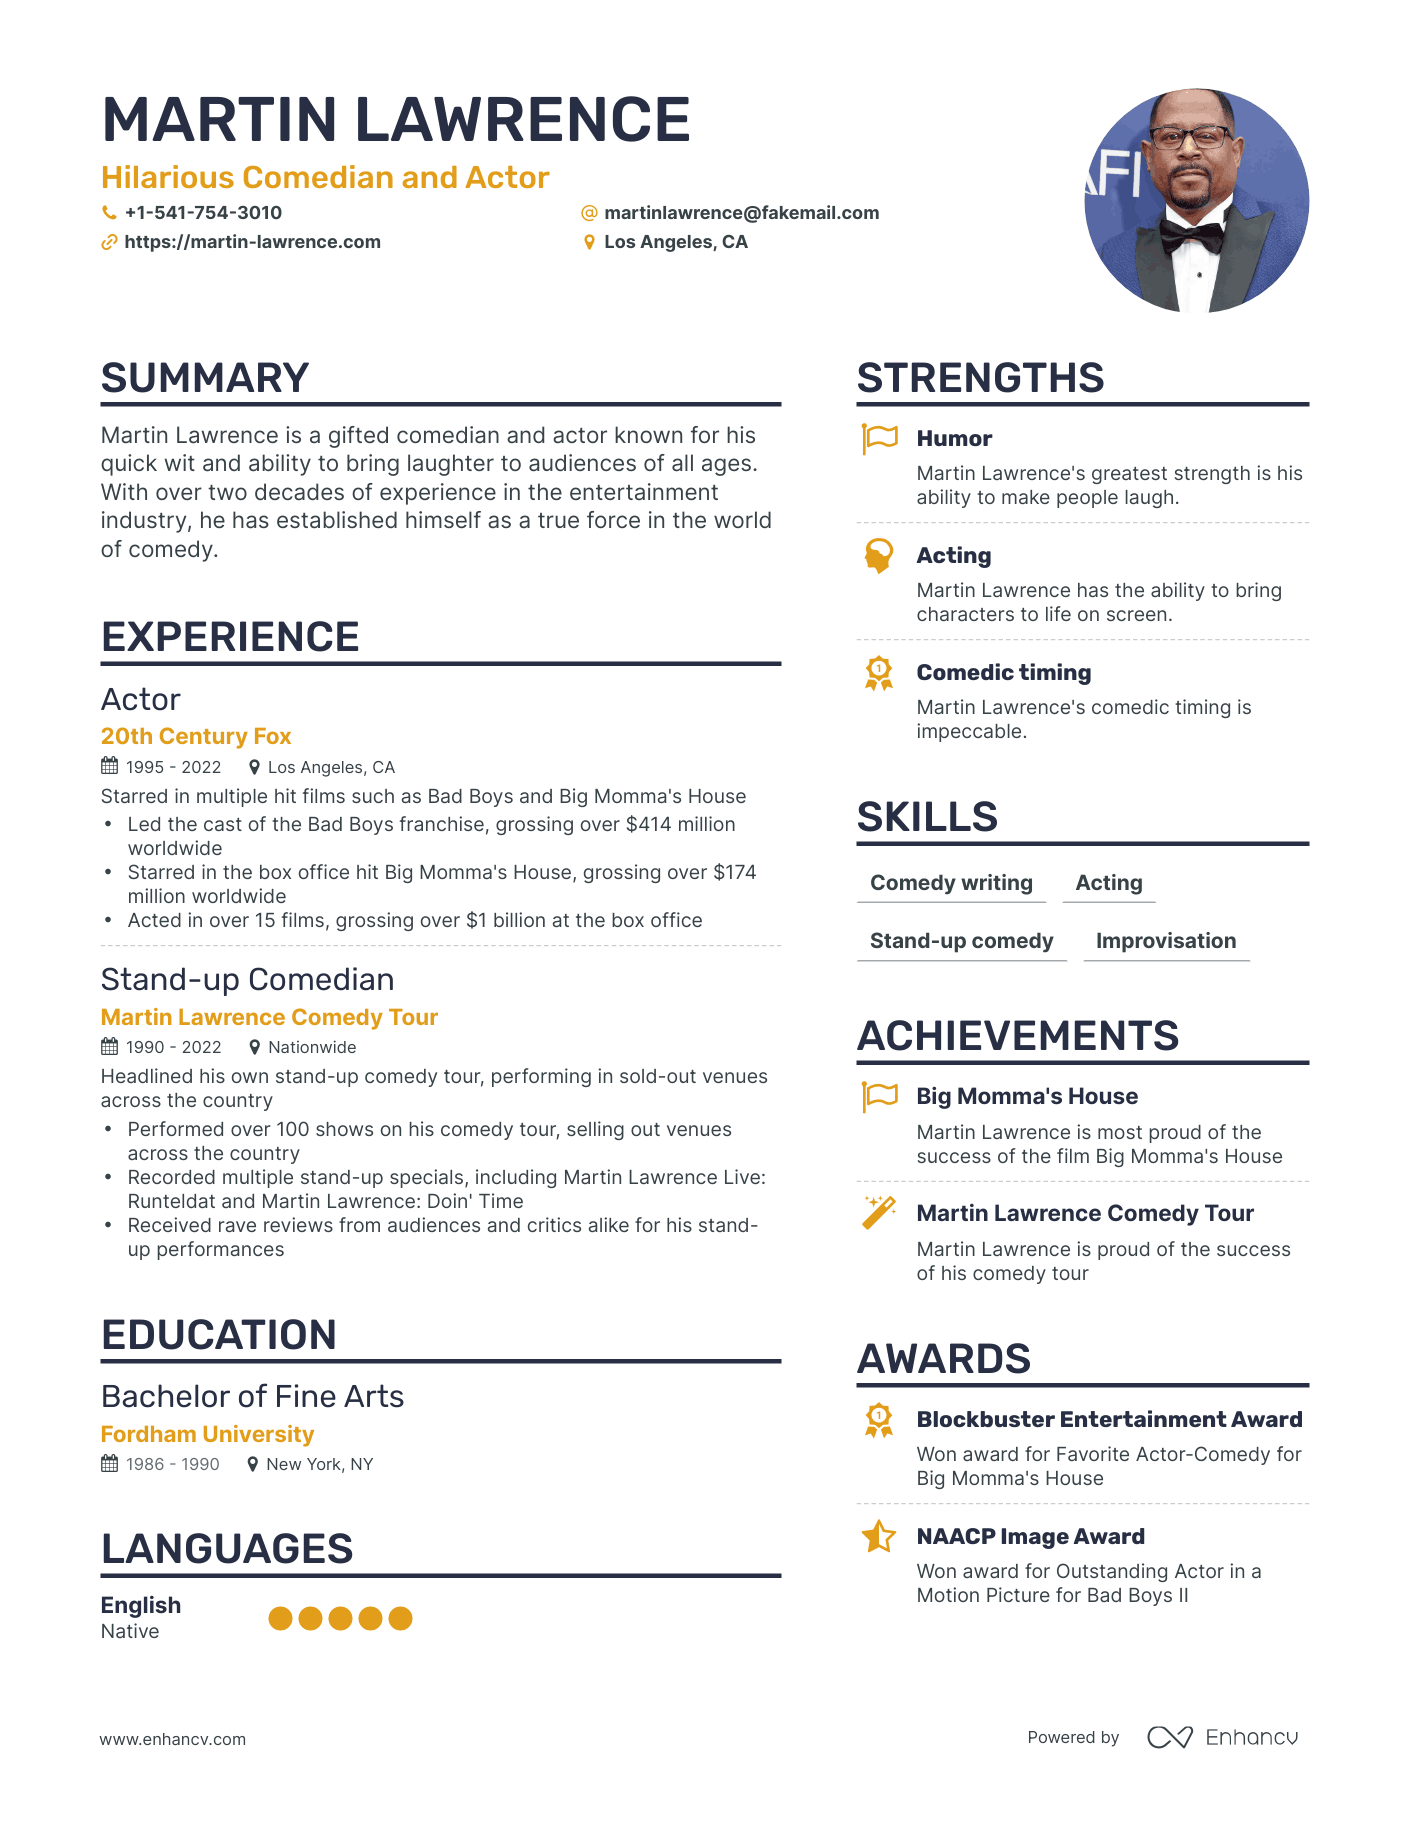 MARTIN LAWRENCE
Hilarious Comedian and Actor
+1-541-754-3010
martinlawrence@fakemail.com
https://martin-lawrence.com
Los Angeles, CA
AFI
SUMMARY
Martin Lawrence is a gifted comedian and actor known for his
quick wit and ability to bring laughter to audiences of all ages.
With over two decades of experience in the entertainment
industry, he has established himself as a true force in the world
of comedy.
EXPERIENCE
Actor
20th Century Fox
1995 - 2022
Los Angeles, CA
Starred in multiple hit films such as Bad Boys and Big Momma's House
• Led the cast of the Bad Boys franchise, grossing over $414 million
worldwide
• Starred in the box office hit Big Momma's House, grossing over $174
million worldwide
• Acted in over 15 films, grossing over $1 billion at the box office
Stand-up Comedian
Martin Lawrence Comedy Tour
1990 - 2022
Nationwide
Headlined his own stand-up comedy tour, performing in sold-out venues
across the country
• Performed over 100 shows on his comedy tour, selling out venues
across the country
• Recorded multiple stand-up specials, including Martin Lawrence Live:
Runteldat and Martin Lawrence: Doin' Time
• Received rave reviews from audiences and critics alike for his stand-
up performances
EDUCATION
Bachelor of Fine Arts
Fordham University
1986 - 1990
New York, NY
LANGUAGES
English
Native
STRENGTHS
Humor
Martin Lawrence's greatest strength is his
ability to make people laugh.
Acting
Martin Lawrence has the ability to bring
characters to life on screen.
1
Comedic timing
Martin Lawrence's comedic timing is
impeccable.
SKILLS
Comedy writing
Acting
Stand-up comedy
Improvisation
ACHIEVEMENTS
Big Momma's House
Martin Lawrence is most proud of the
success of the film Big Momma's House
Martin Lawrence Comedy Tour
Martin Lawrence is proud of the success
of his comedy tour
AWARDS
1
Blockbuster Entertainment Award
Won award for Favorite Actor-Comedy for
Big Momma's House
NAACP Image Award
Won award for Outstanding Actor in a
Motion Picture for Bad Boys II
www.enhancv.com
Powered by
Enhancv